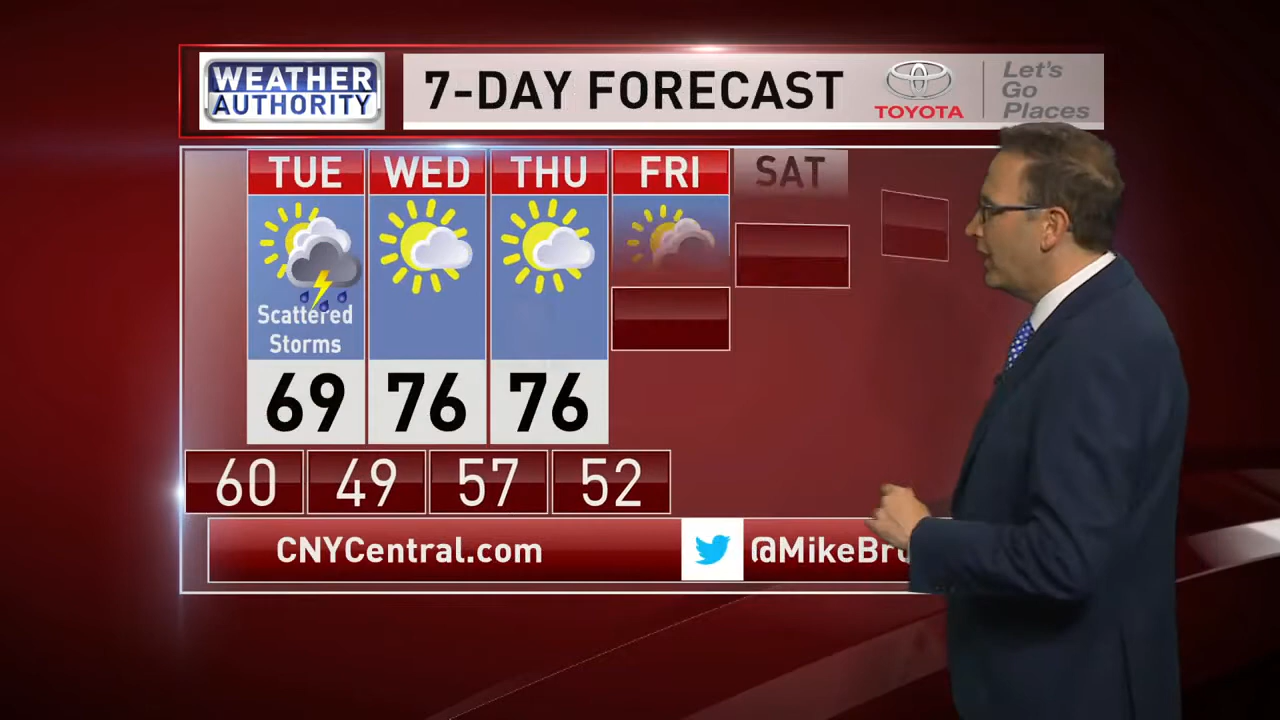 WEATHER
AUTHORITY
7-DAY FORECAST
TOYOTA
Let's
Go
Places
TUE WED THU FRI SAT
Scattered
Storms
69 76 76
60 49 57 52
CNYCentral.com